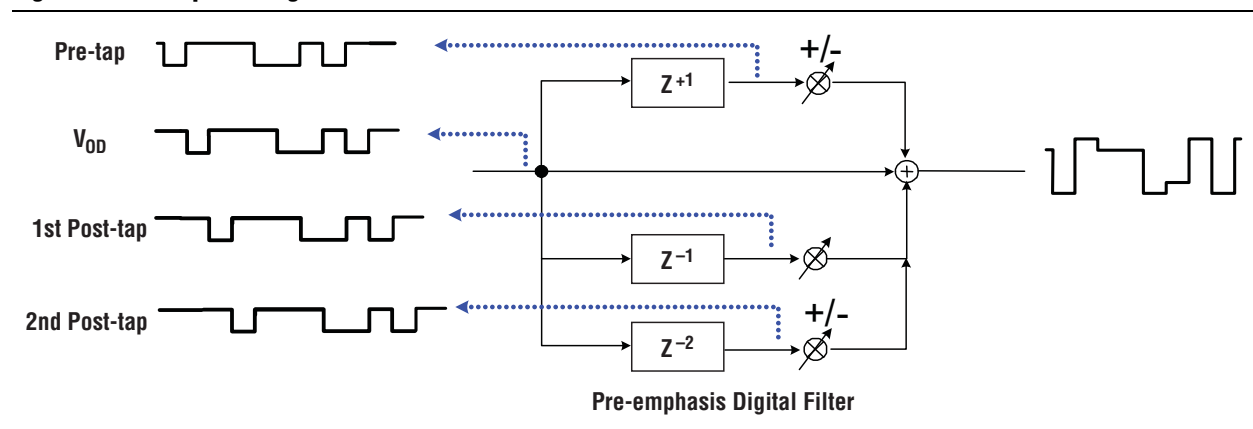 Pre-tap
+/-
Z+1
VOD
1st Post-tap
Z–1
2nd Post-tap
+/-
Z–2
Pre-emphasis Digital Filter